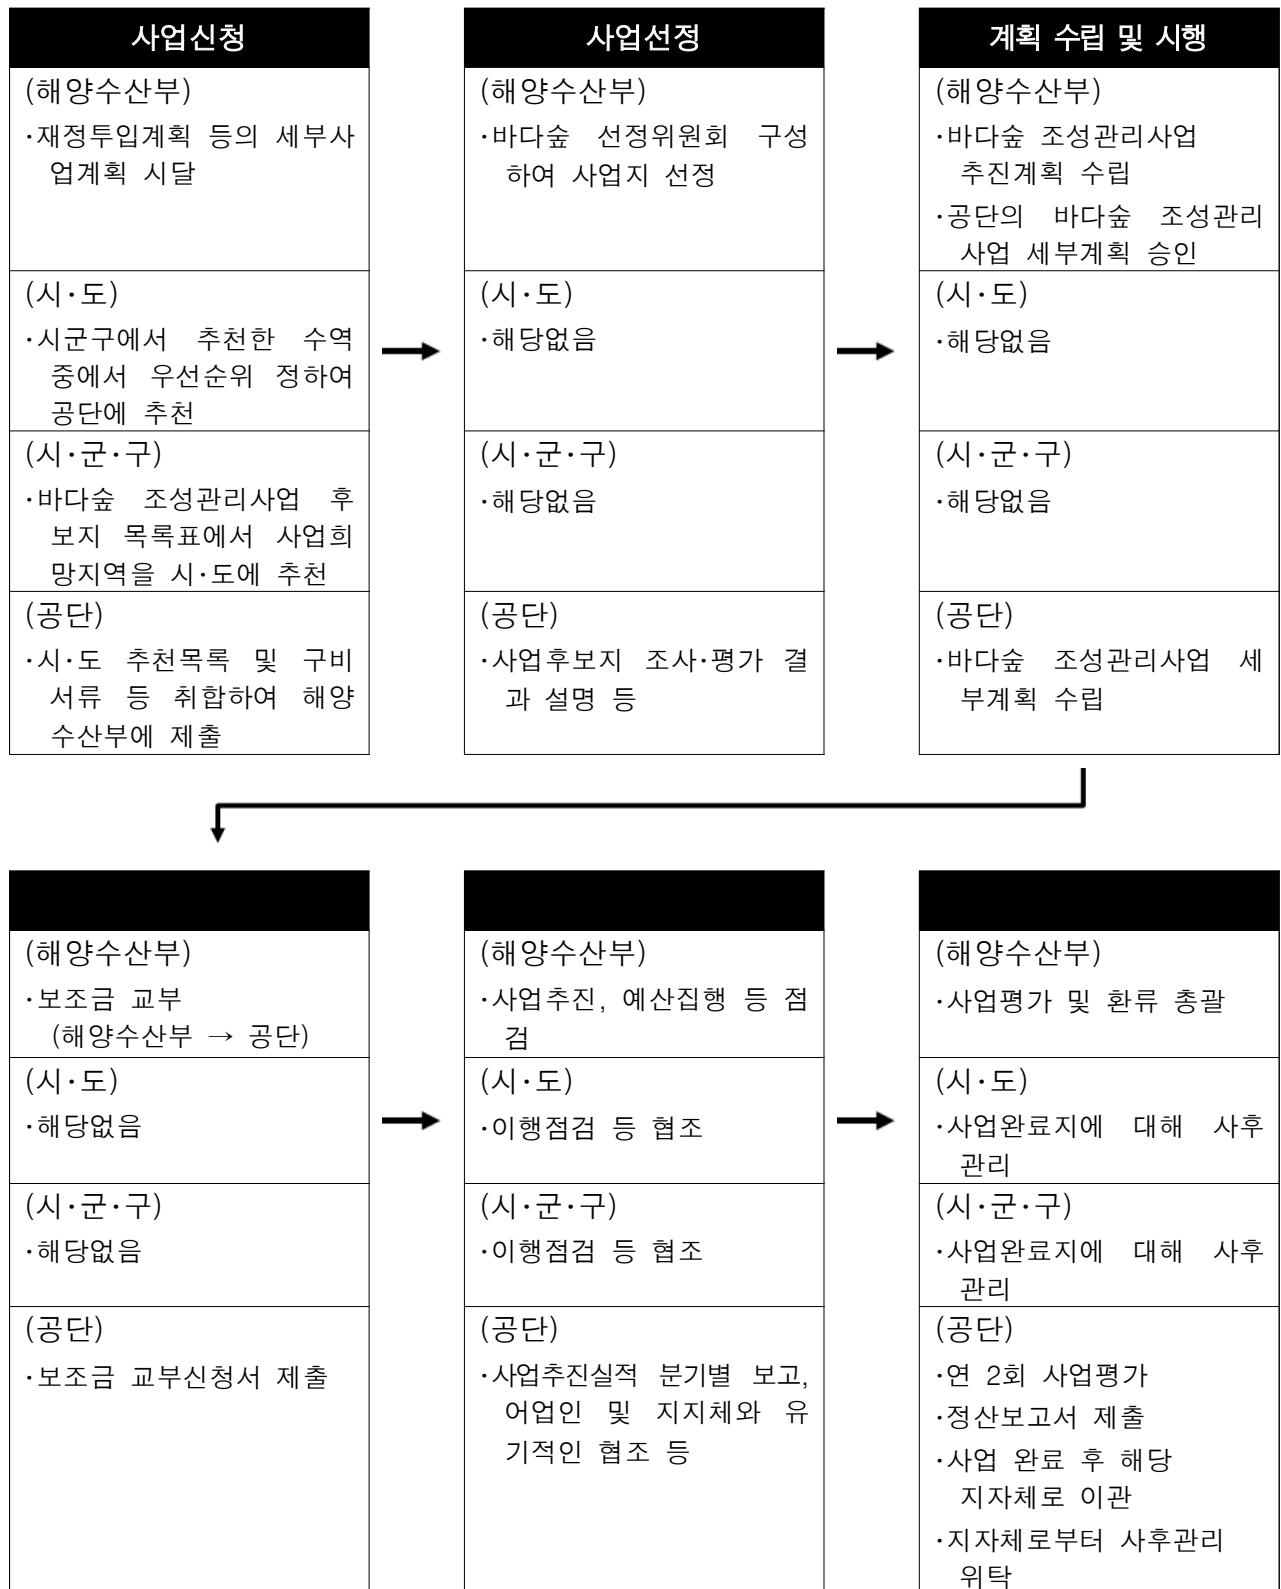 사업신청
(해양수산부)
·재정투입계획 등의 세부사
업계획 시달
(시·도)
·시군구에서 추천한 수역
중에서 우선순위 정하여
공단에 추천
(시·군·구)
·바다숲 조성관리사업 후
보지 목록표에서 사업희
망지역을 시·도에 추천
(공단)
·시·도 추천목록 및 구비
서류 등 취합하여 해양
수산부에 제출
사업선정
(해양수산부)
·바다숲 선정위원회 구성
하여 사업지 선정
(시·도)
·해당없음
(시·군·구)
·해당없음
(공단)
·사업후보지 조사·평가 결
과 설명 등
계획 수립 및 시행
(해양수산부)
·바다숲 조성관리사업
추진계획 수립
·공단의 바다숲 조성관리
사업 세부계획 승인
(시·도)
·해당없음
(시·군·구)
·해당없음
(공단)
·바다숲 조성관리사업 세
부계획 수립
(해양수산부)
·보조금 교부
(해양수산부 → 공단)
(시·도)
·해당없음
(시·군·구)
·해당없음
(공단)
·보조금 교부신청서 제출
(해양수산부)
·사업추진, 예산집행 등 점
검
(시·도)
·이행점검 등 협조
(시·군·구)
·이행점검 등 협조
(공단)
·사업추진실적 분기별 보고,
어업인 및 지지체와 유
기적인 협조 등
(해양수산부)
·사업평가 및 환류 총괄
(시·도)
·사업완료지에 대해 사후
관리
(시·군·구)
·사업완료지에 대해 사후
관리
(공단)
·연 2회 사업평가
·정산보고서 제출
·사업 완료 후 해당
지자체로 이관
·지자체로부터 사후관리
위탁